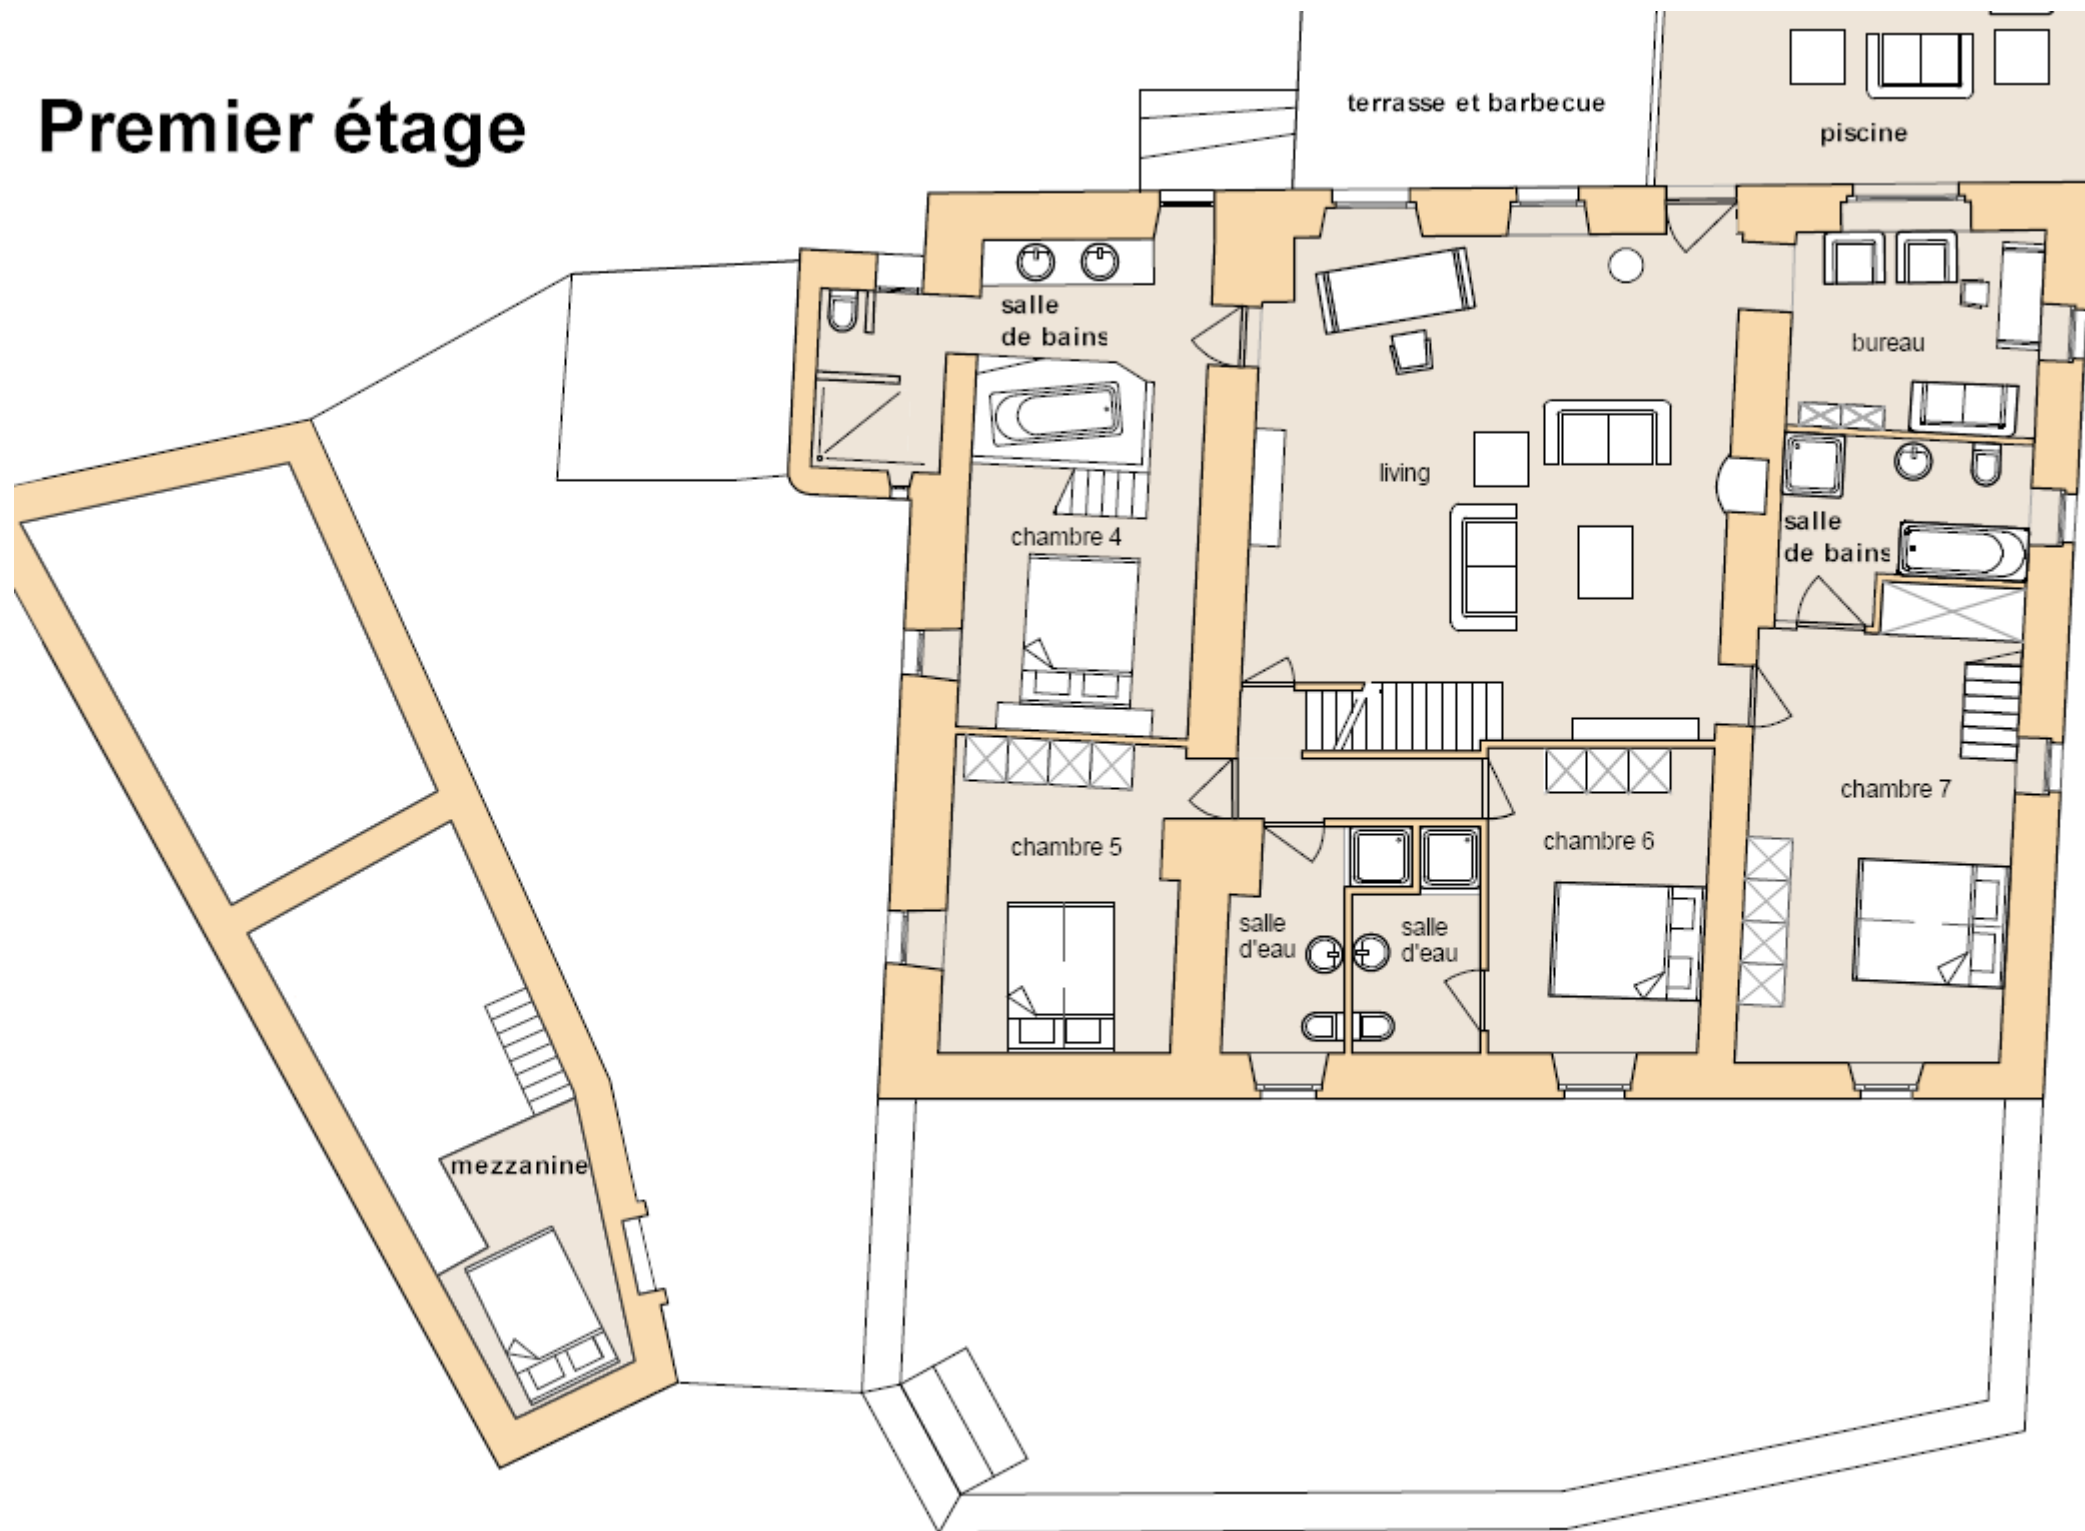 Premier étage
terrasse et barbecue
piscine
salle
de bains
bureau
living
chambre 4
salle
de bains
chambre 7
chambre 5
chambre 6
salle
d'eau
salle
d'eau
mezzanine